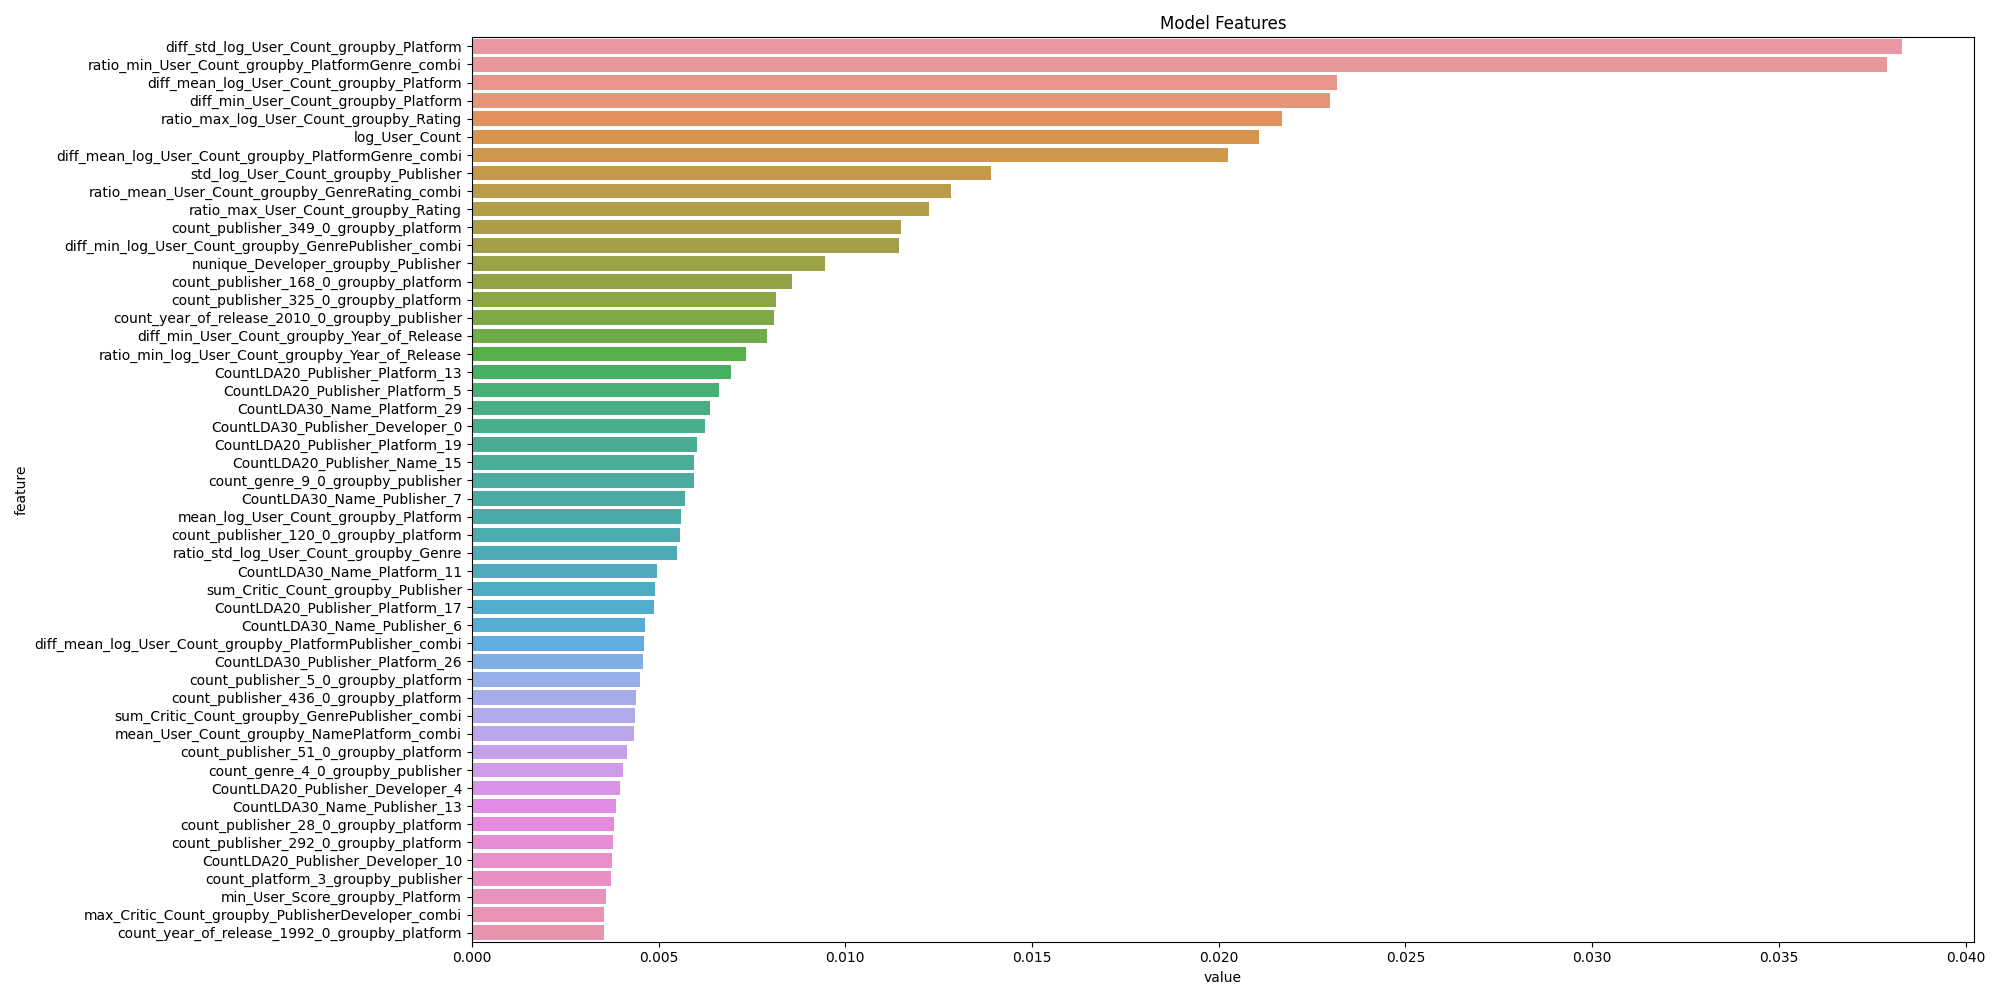 Model Features
diff_std_log_User_Count_groupby_Platform
ratio_min_User_Count_groupby_PlatformGenre_combi
diff_mean_log_User_Count_groupby_Platform
diff_min_User_Count_groupby_Platform
ratio_max_log_User_Count_groupby_Rating
log_User_Count
diff_mean_log_User_Count_groupby_PlatformGenre_combi
std_log_User_Count_groupby_Publisher
ratio_mean_User_Count_groupby_GenreRating_combi
ratio_max_User_Count_groupby_Rating
count_publisher_349_0_groupby_platform
diff_min_log_User_Count_groupby_GenrePublisher_combi
nunique_Developer_groupby_Publisher
count_publisher_168_0_groupby_platform
count_publisher_325_0_groupby_platform
count_year_of_release_2010_0_groupby_publisher
diff_min_User_Count_groupby_Year_of_Release
ratio_min_log_User_Count_groupby_Year_of_Release
CountLDA20_Publisher_Platform_13
CountLDA20_Publisher_Platform_5
CountLDA30_Name_Platform_29
CountLDA30_Publisher_Developer_0
CountLDA20_Publisher_Platform_19
CountLDA20_Publisher_Name_15
count_genre_9_0_groupby_publisher
CountLDA30_Name_Publisher_7
mean_log_User_Count_groupby_Platform
count_publisher_120_0_groupby_platform
ratio_std_log_User_Count_groupby_Genre
CountLDA30_Name_Platform_11
sum_Critic_Count_groupby_Publisher
CountLDA20_Publisher_Platform_17
CountLDA30_Name_Publisher_6
diff_mean_log_User_Count_groupby_PlatformPublisher_combi
CountLDA30_Publisher_Platform_26
count_publisher_5_0_groupby_platform
count_publisher_436_0_groupby_platform
sum_Critic_Count_groupby_GenrePublisher_combi
mean_User_Count_groupby_NamePlatform_combi
count_publisher_51_0_groupby_platform
count_genre_4_0_groupby_publisher
CountLDA20_Publisher_Developer_4
CountLDA30_Name_Publisher_13
count_publisher_28_0_groupby_platform
count_publisher_292_0_groupby_platform
CountLDA20_Publisher_Developer_10
count_platform_3_groupby_publisher
min_User_Score_groupby_Platform
max_Critic_Count_groupby_PublisherDeveloper_combi
count_year_of_release_1992_0_groupby_platform
feature
0.000 0.005 0.010 0.015 0.020 0.025 0.030 0.035 0.040
value